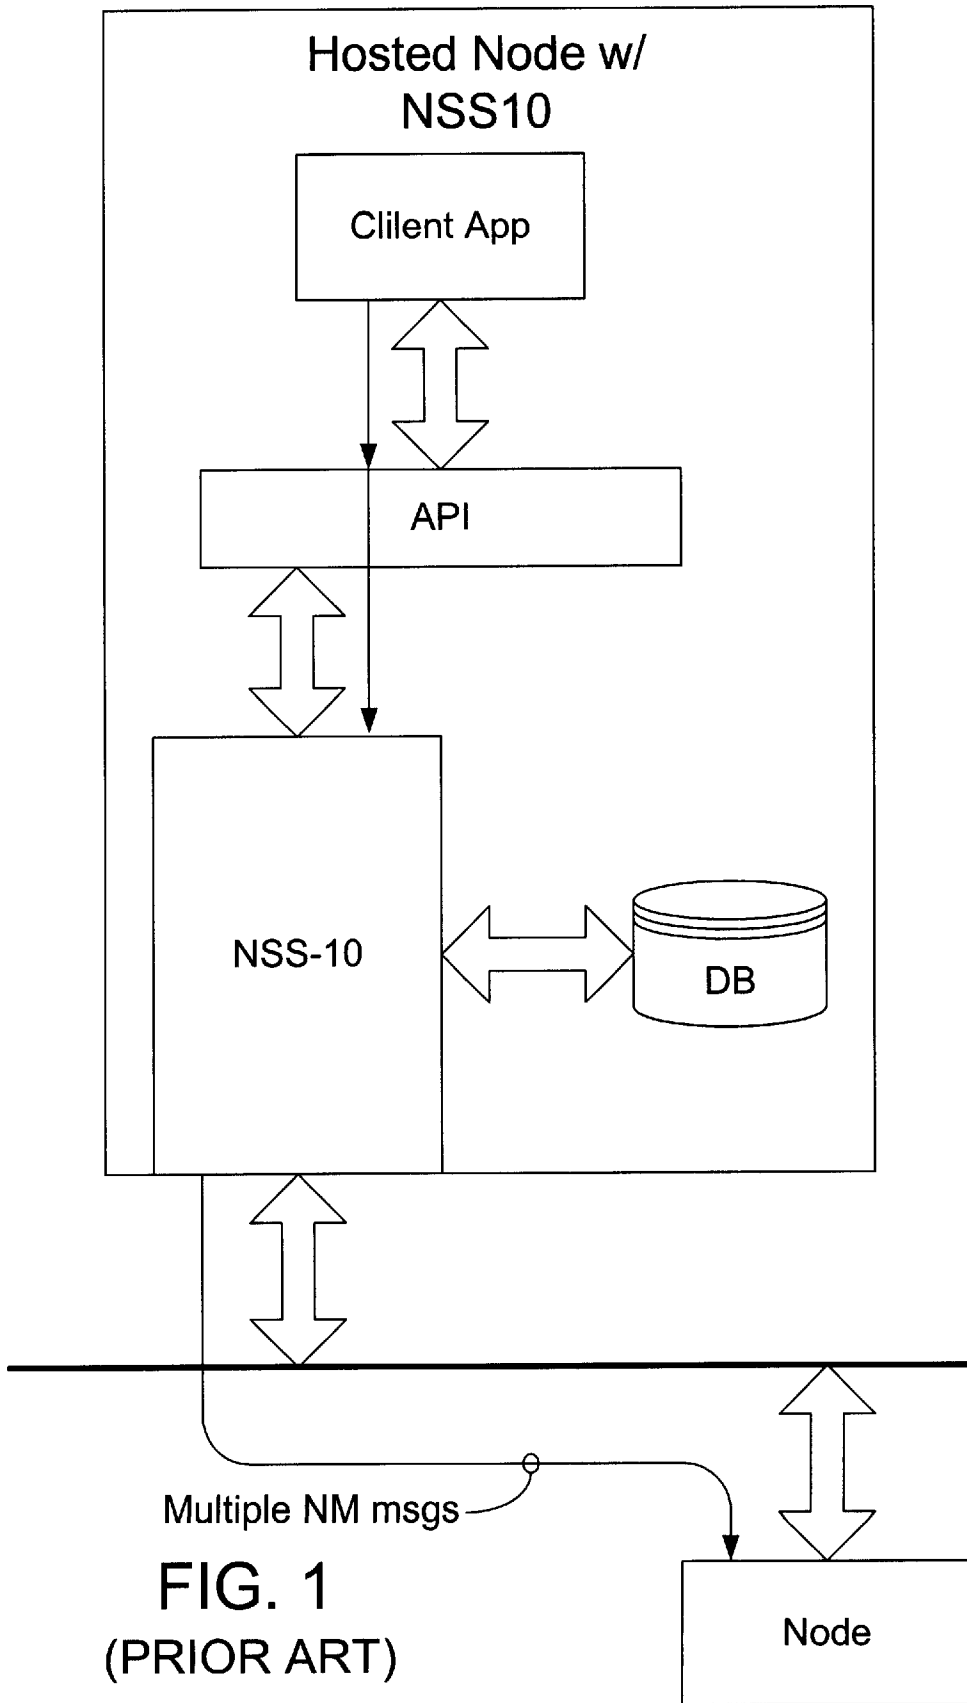 Hosted Node w/
NSS10
Clilent App
API
NSS-10
DB
Multiple NM msgs
FIG. 1
(PRIOR ART)
Node